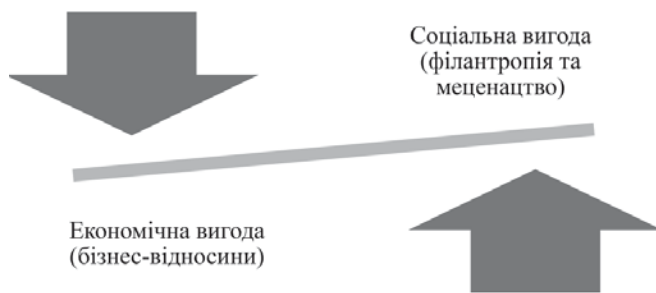 Соціальна вигода
(філантропія та
меценацтво)
Економічна вигода
(бізнес-відносини)